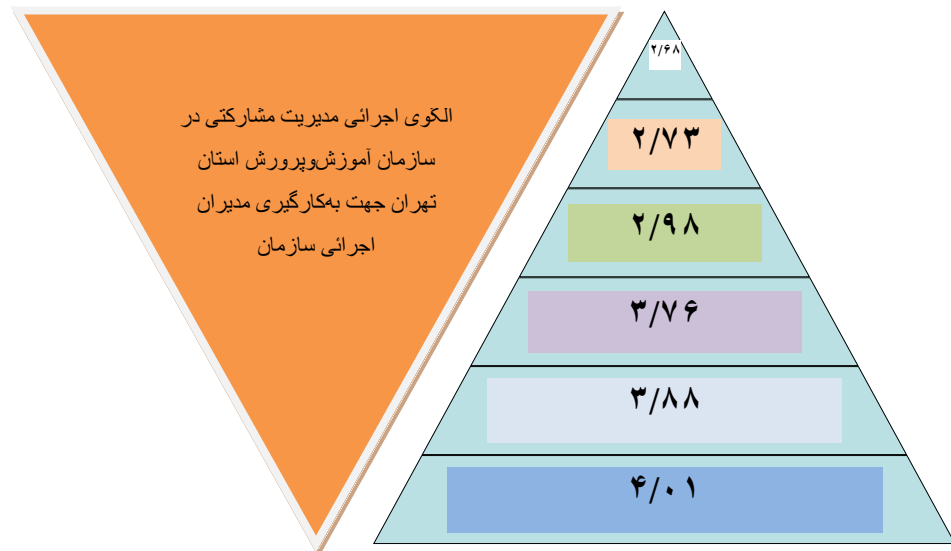 الگوی اجرائی مدیریت مشارکتی در
سازمان آموزش‌وپرورش استان
تهران جهت به‌کارگیری مدیران
اجرائی سازمان
۲/۶۸
۲/۷۳
۲/۹۸
۳/۷۶
۳/۸۸
۴/۰۱